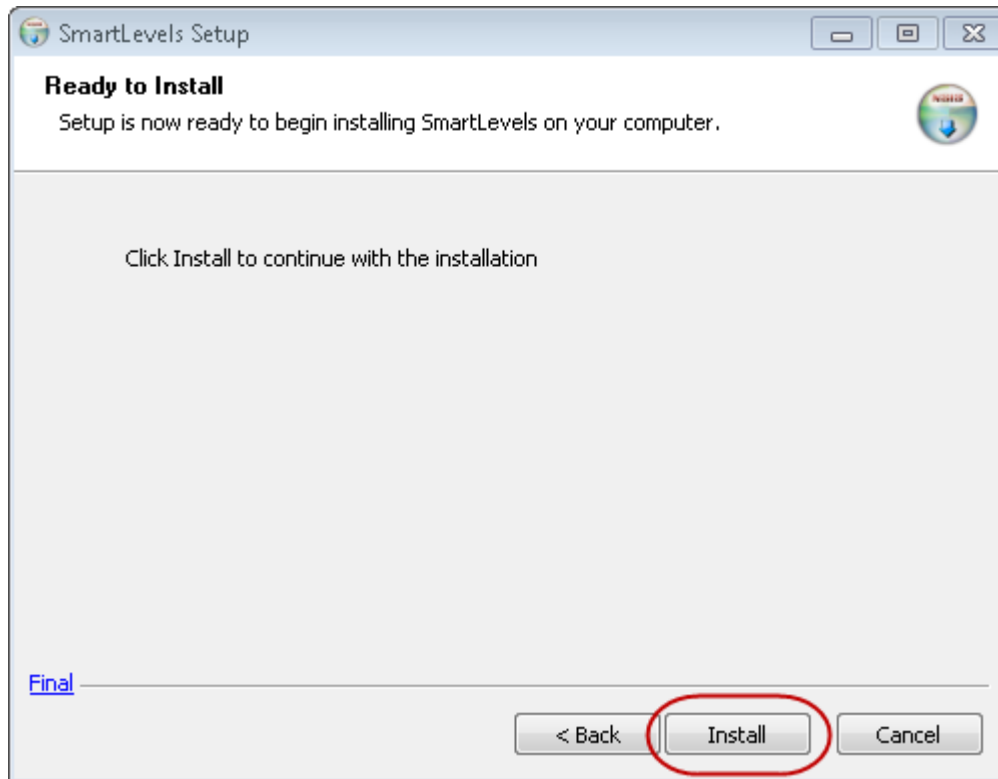 SmartLevels Setup
Ready to Install
Setup is now ready to begin installing SmartLevels on your computer.
Click Install to continue with the installation
Final
< Back
Install
Cancel